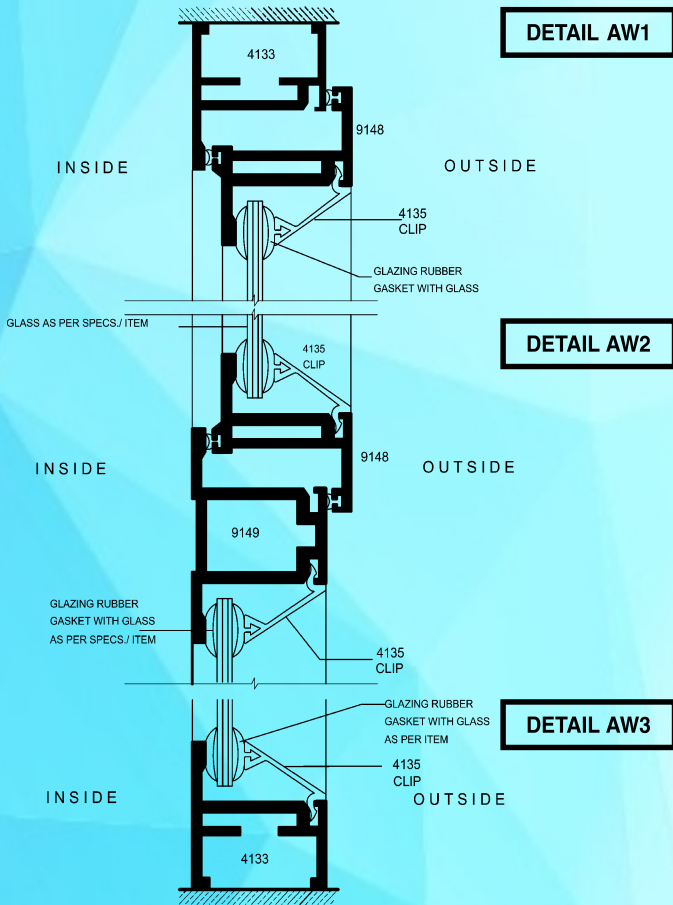 DETAIL AW1
4133
9148
INSIDE
OUTSIDE
4135
CLIP
GLAZING RUBBER
GASKET WITH GLASS
GLASS AS PER SPECS./ ITEM
DETAIL AW2
4135
CLIP
9148
INSIDE
OUTSIDE
9149
GLAZING RUBBER
GASKET WITH GLASS
AS PER SPECS./ ITEM
4135
CLIP
GLAZING RUBBER
GASKET WITH GLASS
AS PER ITEM
DETAIL AW3
4135
CLIP
INSIDE
OUTSIDE
4133